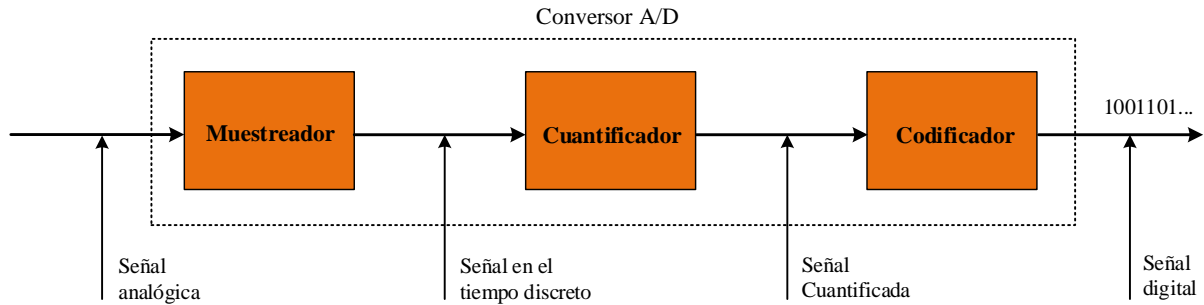 Conversor A/D
Muestreador
Cuantificador
Codificador
1001101...
Señal
analógica
Señal en el
tiempo discreto
Señal
Cuantificada
Señal
digital